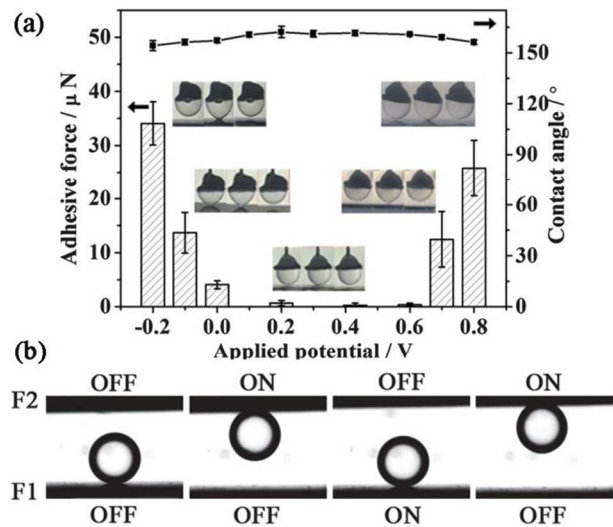 (a)
50
40
30
20
10
0
Adhesive force / μ N
150
120
90
60
30
0
Contact angle / °
-0.2 0.0 0.2 0.4 0.6 0.8
Applied potential / V
(b)
OFF ON OFF ON
F2
F1
OFF OFF ON OFF